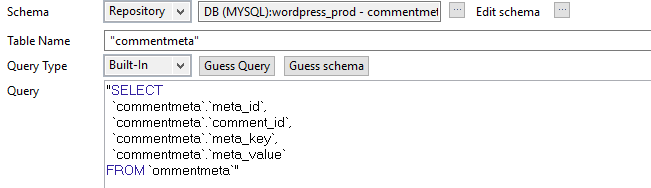 Schema Repository DB (MYSQL):wordpress_prod - commentmet ... Edit schema ...
Table Name "commentmeta"
Query Type Built-In Guess Query Guess schema
Query "SELECT
`commentmeta`.`meta_id`,
`commentmeta`.`comment_id`,
`commentmeta`.`meta_key`,
`commentmeta`.`meta_value`
FROM `ommentmeta`"